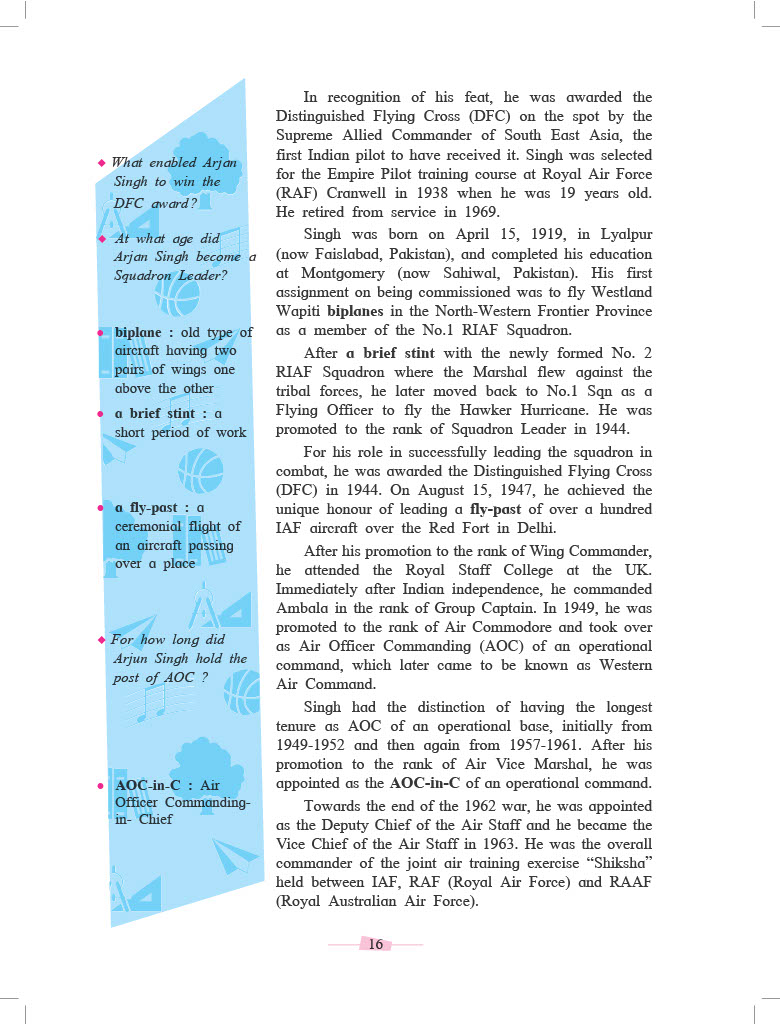 ◆ What enabled Arjan
Singh to win the
DFC award?
◆ At what age did
Arjan Singh become a
Squadron Leader?
• biplane : old type of
aircraft having two
pairs of wings one
above the other
• a brief stint : a
short period of work
• a fly-past : a
ceremonial flight of
an aircraft passing
over a place
◆ For how long did
Arjun Singh hold the
post of AOC ?
• AOC-in-C : Air
Officer Commanding-
in- Chief
In recognition of his feat, he was awarded the
Distinguished Flying Cross (DFC) on the spot by the
Supreme Allied Commander of South East Asia, the
first Indian pilot to have received it. Singh was selected
for the Empire Pilot training course at Royal Air Force
(RAF) Cranwell in 1938 when he was 19 years old.
He retired from service in 1969.
Singh was born on April 15, 1919, in Lyalpur
(now Faislabad, Pakistan), and completed his education
at Montgomery (now Sahiwal, Pakistan). His first
assignment on being commissioned was to fly Westland
Wapiti biplanes in the North-Western Frontier Province
as a member of the No.1 RIAF Squadron.
After a brief stint with the newly formed No. 2
RIAF Squadron where the Marshal flew against the
tribal forces, he later moved back to No.1 Sqn as a
Flying Officer to fly the Hawker Hurricane. He was
promoted to the rank of Squadron Leader in 1944.
For his role in successfully leading the squadron in
combat, he was awarded the Distinguished Flying Cross
(DFC) in 1944. On August 15, 1947, he achieved the
unique honour of leading a fly-past of over a hundred
IAF aircraft over the Red Fort in Delhi.
After his promotion to the rank of Wing Commander,
he attended the Royal Staff College at the UK.
Immediately after Indian independence, he commanded
Ambala in the rank of Group Captain. In 1949, he was
promoted to the rank of Air Commodore and took over
as Air Officer Commanding (AOC) of an operational
command, which later came to be known as Western
Air Command.
Singh had the distinction of having the longest
tenure as AOC of an operational base, initially from
1949-1952 and then again from 1957-1961. After his
promotion to the rank of Air Vice Marshal, he was
appointed as the AOC-in-C of an operational command.
Towards the end of the 1962 war, he was appointed
as the Deputy Chief of the Air Staff and he became the
Vice Chief of the Air Staff in 1963. He was the overall
commander of the joint air training exercise “Shiksha”
held between IAF, RAF (Royal Air Force) and RAAF
(Royal Australian Air Force).
16